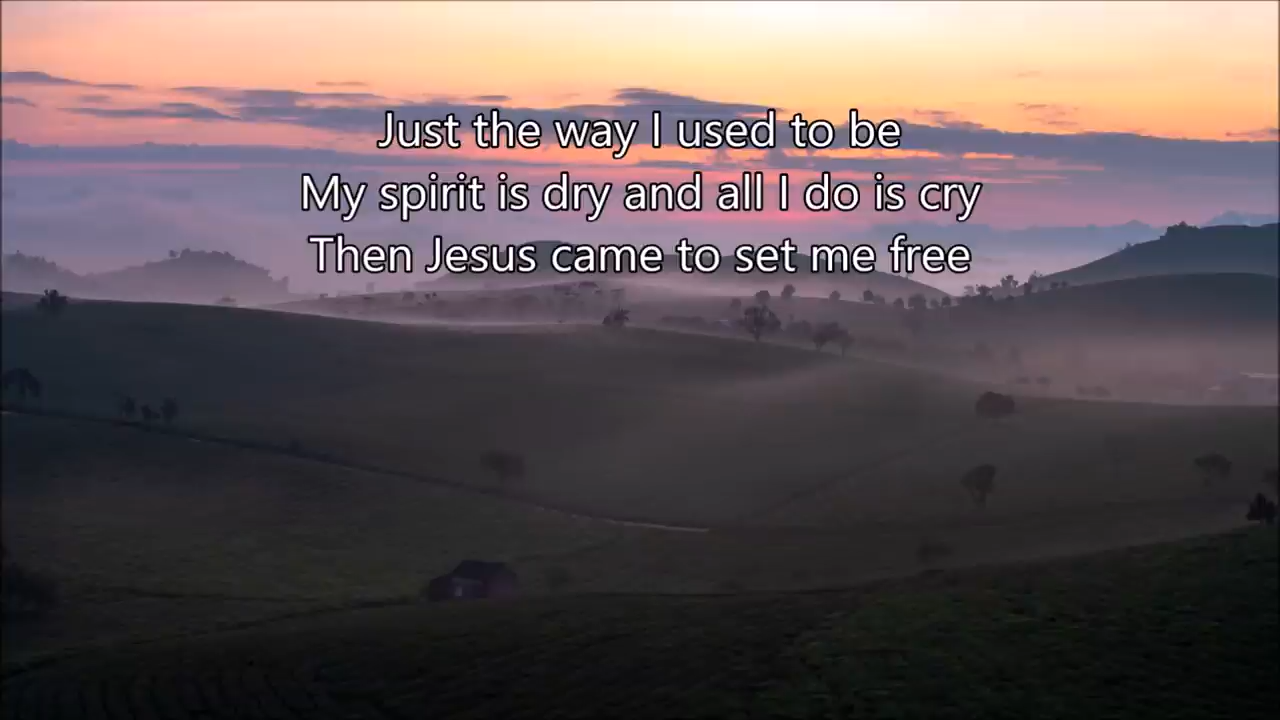 Just the way I used to be
My spirit is dry and all I do is cry
Then Jesus came to set me free